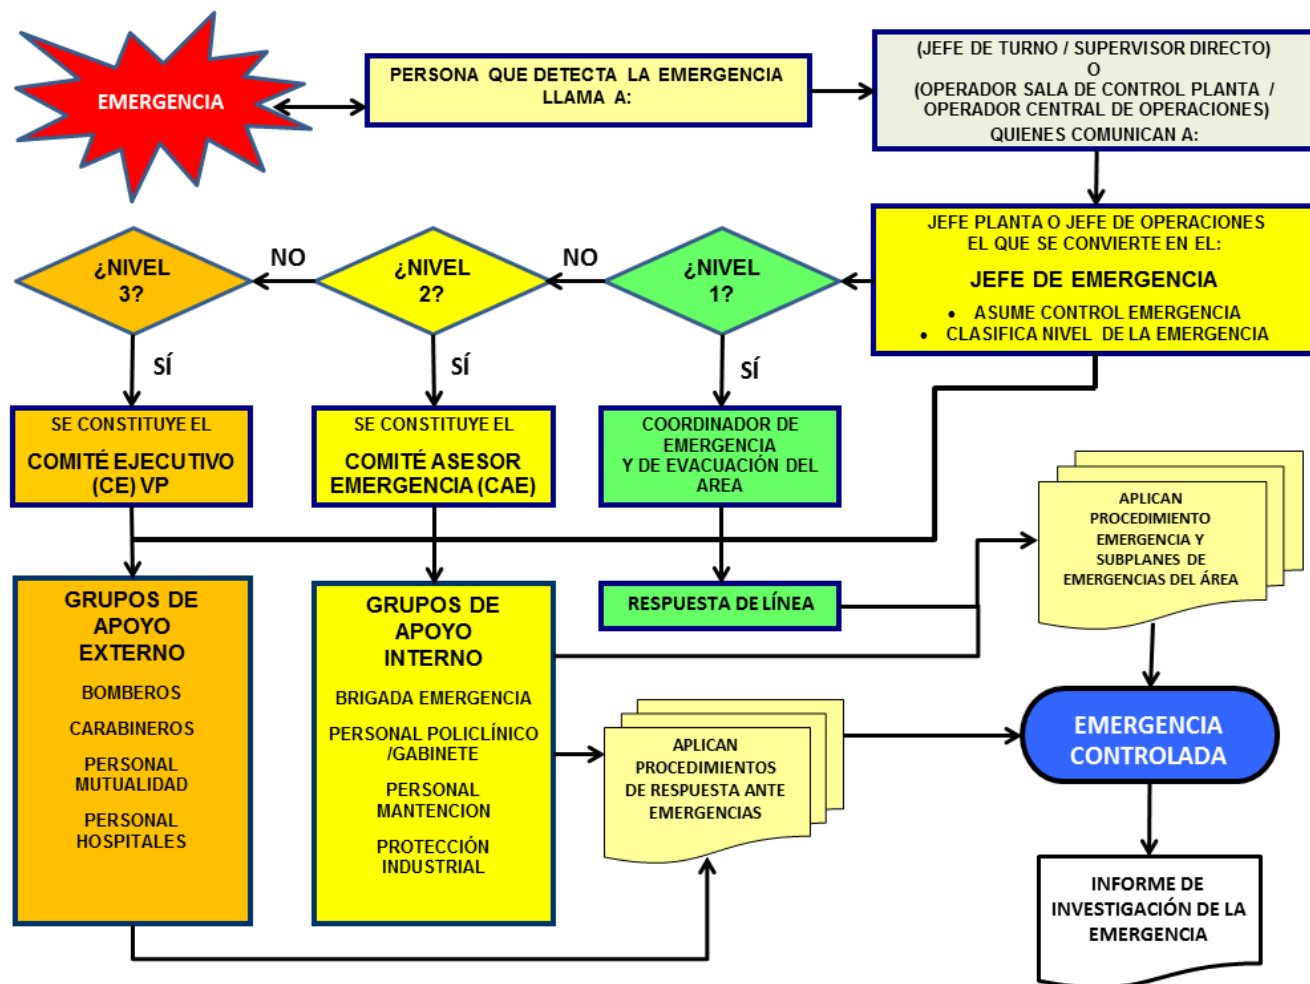 EMERGENCIA
PERSONA QUE DETECTA LA EMERGENCIA
LLAMA A:
(JEFE DE TURNO / SUPERVISOR DIRECTO)
O
(OPERADOR SALA DE CONTROL PLANTA /
OPERADOR CENTRAL DE OPERACIONES)
QUIENES COMUNICAN A:
JEFE PLANTA O JEFE DE OPERACIONES
EL QUE SE CONVIERTE EN EL:
JEFE DE EMERGENCIA
• ASUME CONTROL EMERGENCIA
• CLASIFICA NIVEL DE LA EMERGENCIA
¿NIVEL
1?
NO
¿NIVEL
2?
NO
¿NIVEL
3?
SÍ
SÍ
SÍ
SE CONSTITUYE EL
COMITÉ EJECUTIVO
(CE) VP
SE CONSTITUYE EL
COMITÉ ASESOR
EMERGENCIA (CAE)
COORDINADOR DE
EMERGENCIA
Y DE EVACUACIÓN DEL
AREA
GRUPOS DE
APOYO
EXTERNO
BOMBEROS
CARABINEROS
PERSONAL
MUTUALIDAD
PERSONAL
HOSPITALES
GRUPOS DE
APOYO
INTERNO
BRIGADA EMERGENCIA
PERSONAL POLICLÍNICO
/GABINETE
PERSONAL
MANTENCION
PROTECCIÓN
INDUSTRIAL
RESPUESTA DE LÍNEA
APLICAN
PROCEDIMIENTO
EMERGENCIA Y
SUBPLANES DE
EMERGENCIAS DEL ÁREA
APLICAN
PROCEDIMIENTOS
DE RESPUESTA ANTE
EMERGENCIAS
EMERGENCIA
CONTROLADA
INFORME DE
INVESTIGACIÓN DE LA
EMERGENCIA